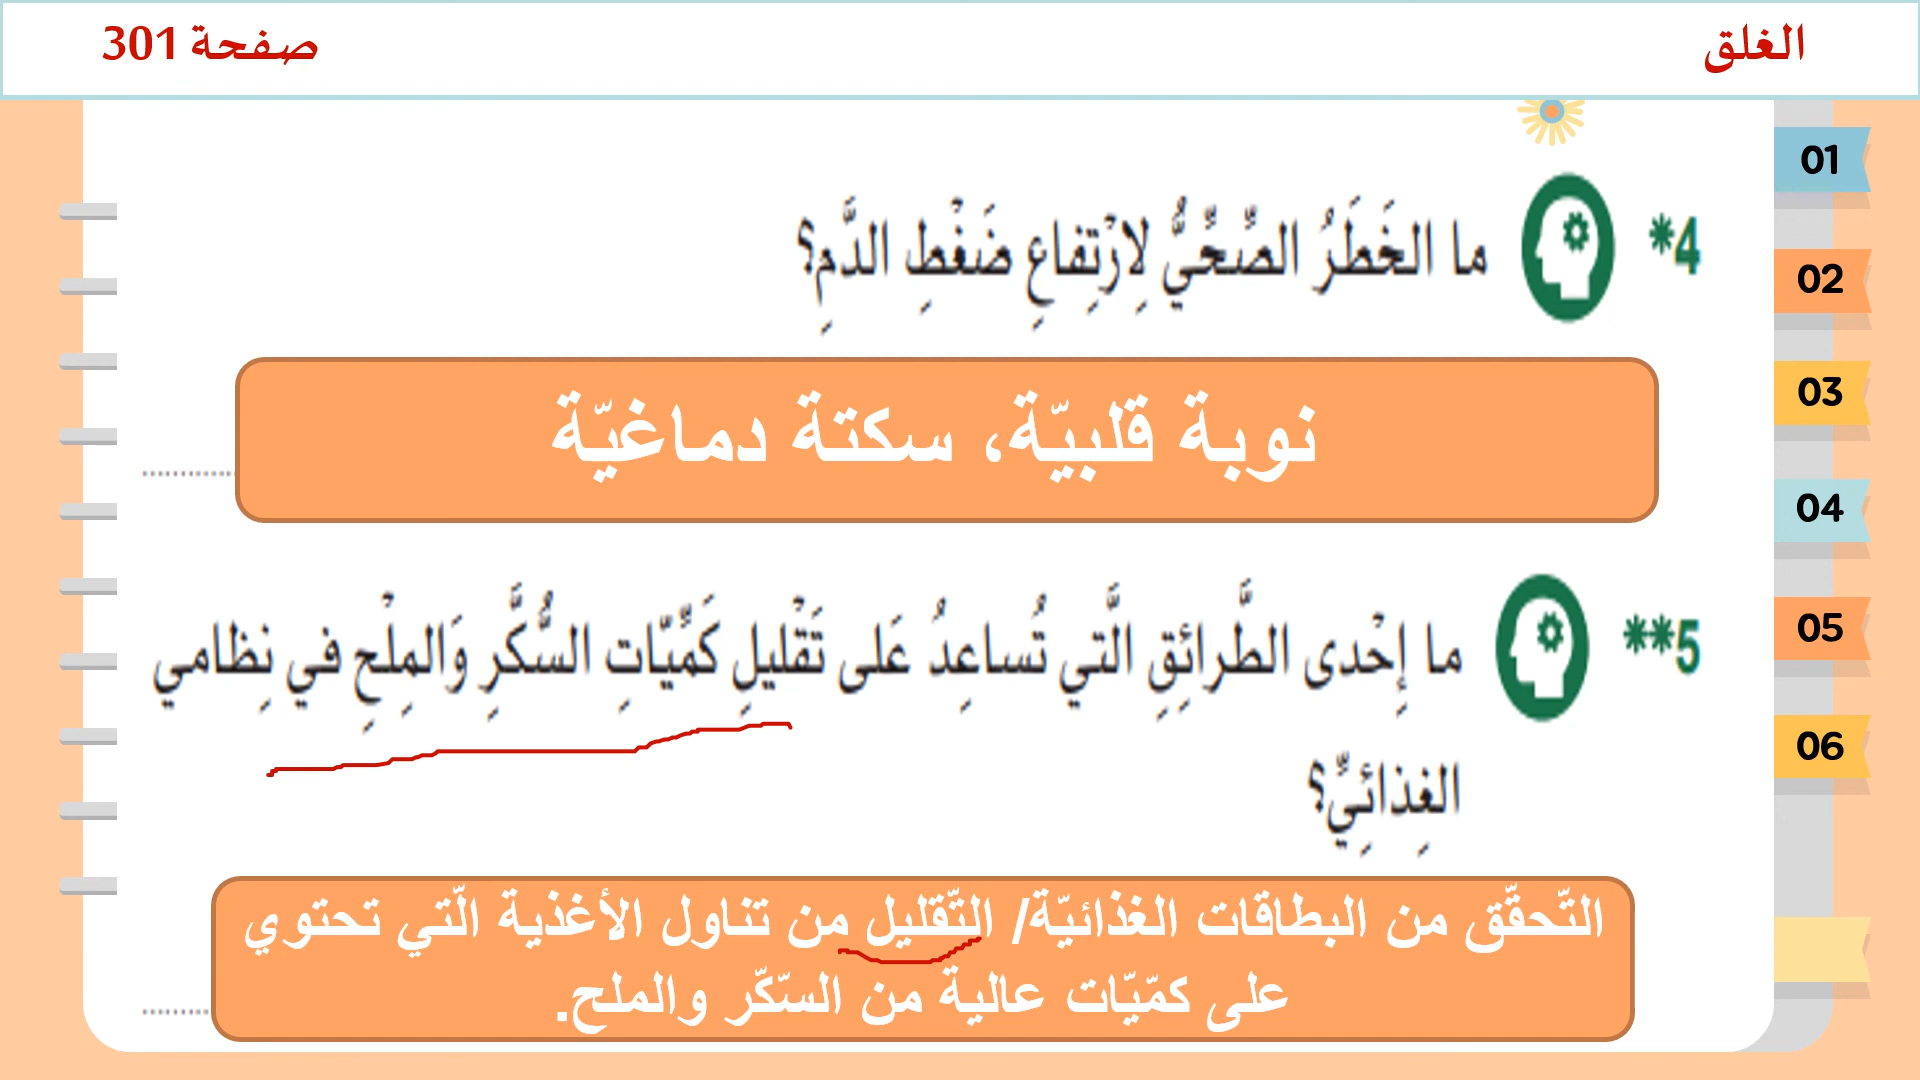 الغلق
صفحة 301
01
02
03
04
05
06
4* ما الخَطَرُ الصِّحِّيُّ لِارْتِفاعِ ضَغْطِ الدَّمِ؟
نوبة قلبيّة، سكتة دماغيّة
5** ما إِحْدى الطَّرائِقِ الَّتي تُساعِدُ عَلى تَقْليلِ كَمِّيّاتِ السُّكَّرِ وَالمِلْحِ في نِظامي
الغِذائِيِّ؟
التّحقّق من البطاقات الغذائيّة/ التّقليل من تناول الأغذية الّتي تحتوي
على كمّيّات عالية من السّكّر والملح.